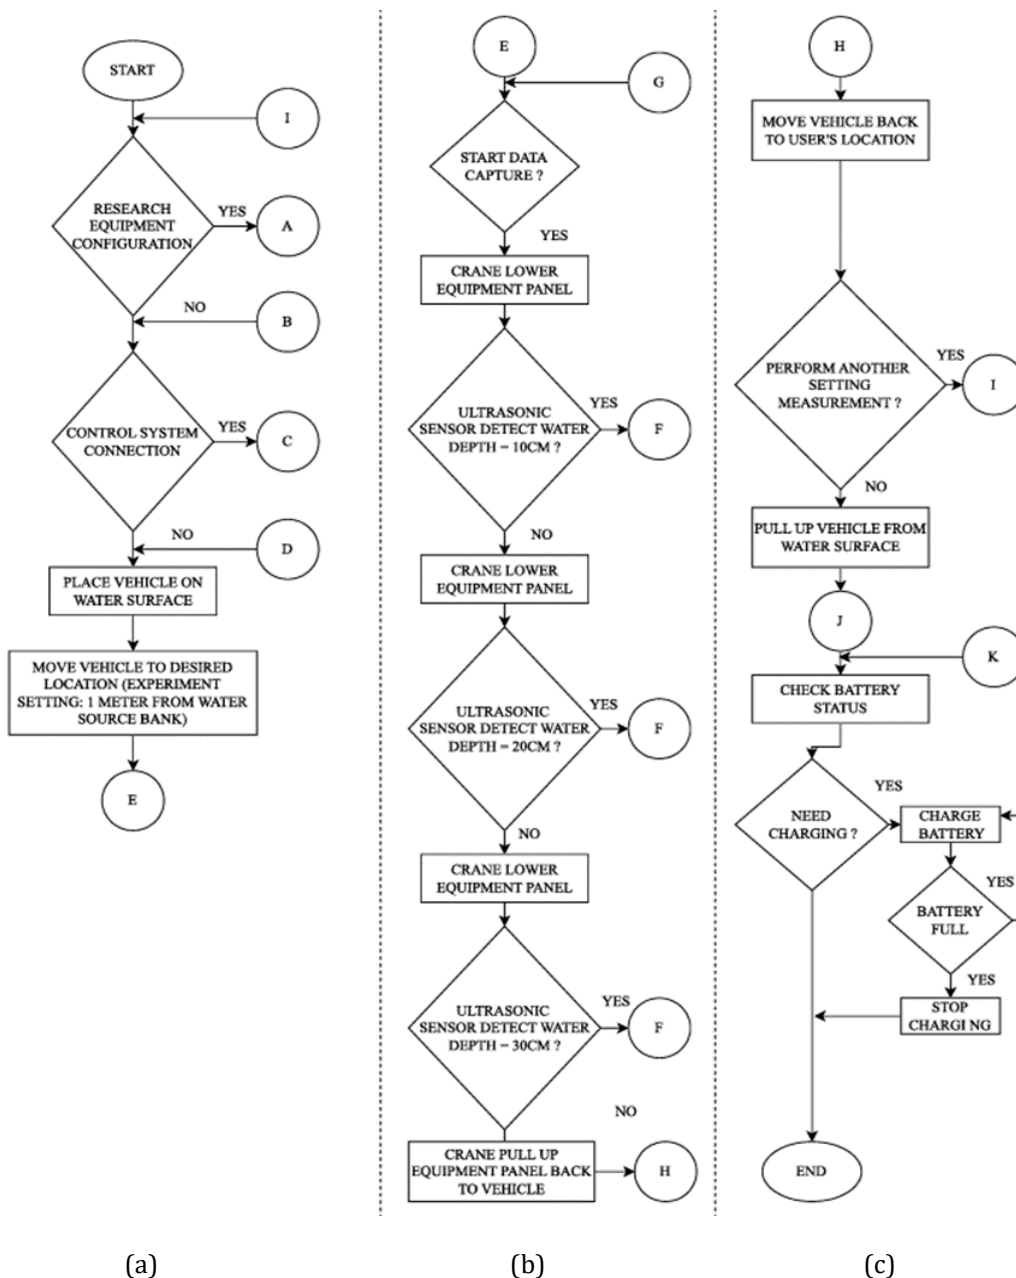 START
I
RESEARCH
EQUIPMENT
CONFIGURATION
YES
A
NO
B
CONTROL SYSTEM
CONNECTION
YES
C
NO
D
PLACE VEHICLE ON
WATER SURFACE
MOVE VEHICLE TO DESIRED
LOCATION (EXPERIMENT
SETTING: 1 METER FROM WATER
SOURCE BANK)
E
(a)
E
G
START DATA
CAPTURE ?
YES
CRANE LOWER
EQUIPMENT PANEL
ULTRASONIC
SENSOR DETECT WATER
DEPTH = 10CM ?
YES
F
NO
CRANE LOWER
EQUIPMENT PANEL
ULTRASONIC
SENSOR DETECT WATER
DEPTH = 20CM ?
YES
F
NO
CRANE LOWER
EQUIPMENT PANEL
ULTRASONIC
SENSOR DETECT WATER
DEPTH = 30CM ?
YES
F
NO
CRANE PULL UP
EQUIPMENT PANEL BACK
TO VEHICLE
H
(b)
H
MOVE VEHICLE BACK
TO USER'S LOCATION
PERFORM ANOTHER
SETTING
MEASUREMENT ?
YES
I
NO
PULL UP VEHICLE FROM
WATER SURFACE
J
K
CHECK BATTERY
STATUS
NEED
CHARGING ?
YES
CHARGE
BATTERY
YES
BATTERY
FULL
YES
STOP
CHARGI NG
END
(c)